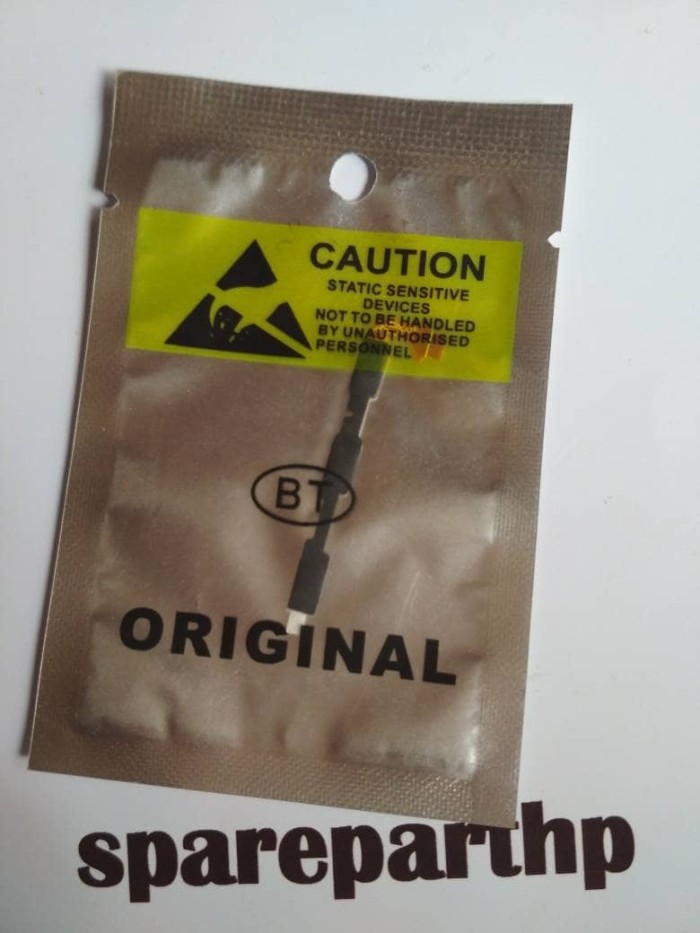 CAUTION
STATIC SENSITIVE
DEVICES
NOT TO BE HANDLED
BY UNAUTHORISED
PERSONNEL
BT
ORIGINAL
spareparthp